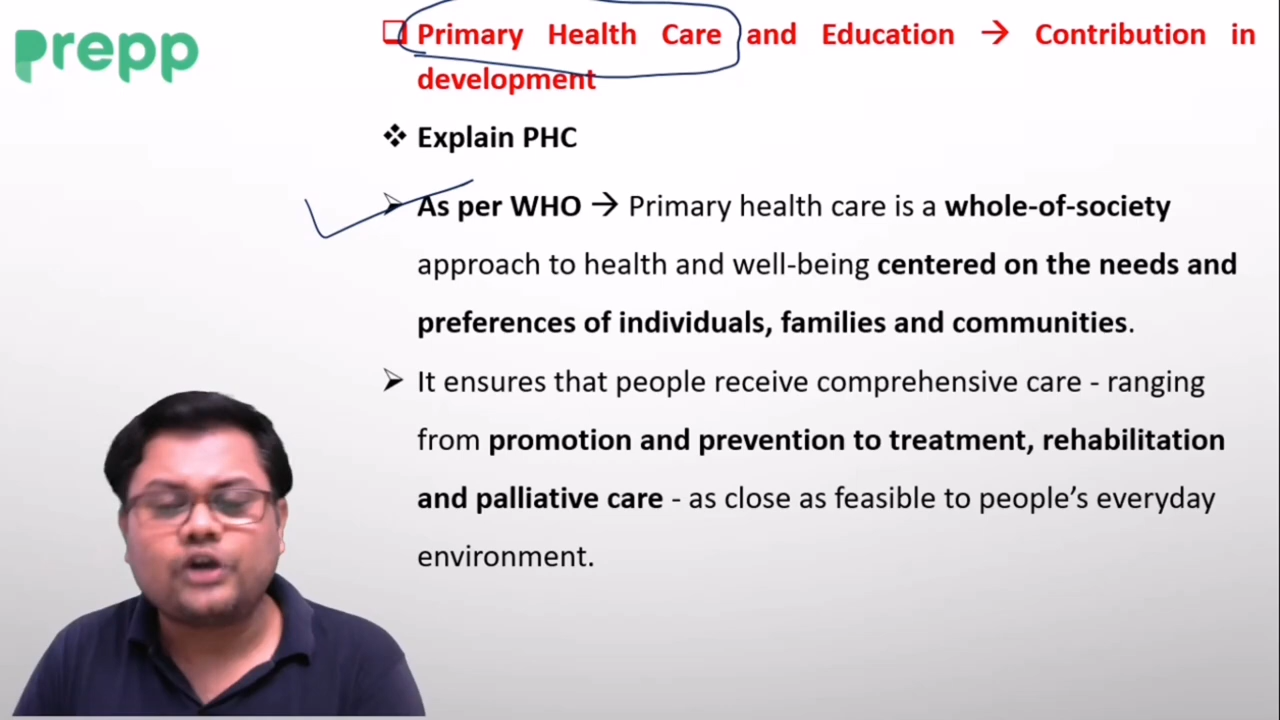 prepp
Primary Health Care and Education → Contribution in
development
Explain PHC
As per WHO → Primary health care is a whole-of-society
approach to health and well-being centered on the needs and
preferences of individuals, families and communities.
It ensures that people receive comprehensive care - ranging
from promotion and prevention to treatment, rehabilitation
and palliative care - as close as feasible to people’s everyday
environment.